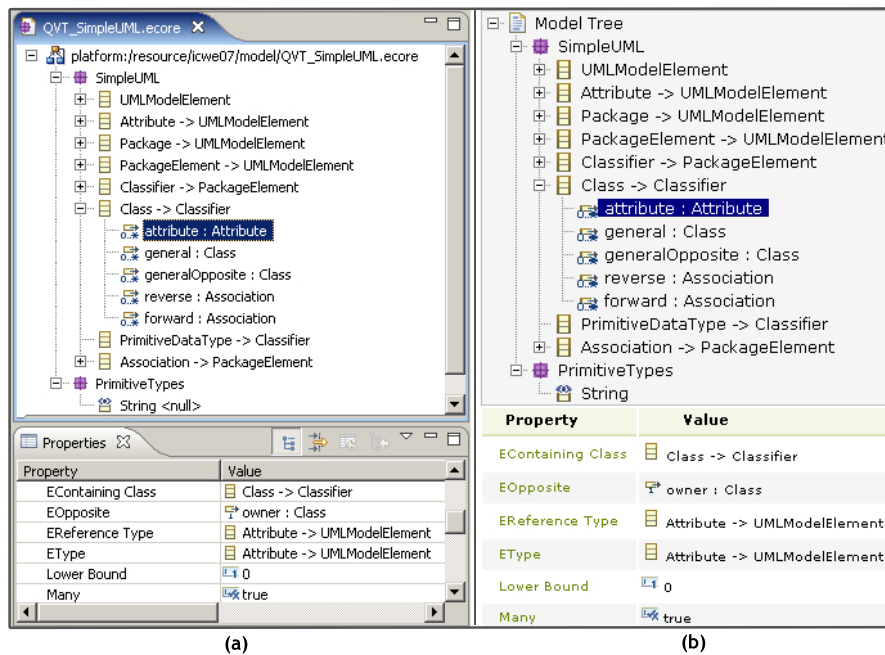 QVT_SimpleUML.ecore
platform:/resource/icwe07/model/QVT_SimpleUML.ecore
SimpleUML
UMLModelElement
Attribute -> UMLModelElement
Package -> UMLModelElement
PackageElement -> UMLModelElement
Classifier -> PackageElement
Class -> Classifier
attribute : Attribute
general : Class
generalOpposite : Class
reverse : Association
forward : Association
PrimitiveDataType -> Classifier
Association -> PackageElement
PrimitiveTypes
String <null>
Properties
Property Value
EContaining Class Class -> Classifier
EOpposite owner : Class
EReference Type Attribute -> UMLModelElement
EType Attribute -> UMLModelElement
Lower Bound 0
Many true
(a)
Model Tree
SimpleUML
UMLModelElement
Attribute -> UMLModelElement
Package -> UMLModelElement
PackageElement -> UMLModelElement
Classifier -> PackageElement
Class -> Classifier
attribute : Attribute
general : Class
generalOpposite : Class
reverse : Association
forward : Association
PrimitiveDataType -> Classifier
Association -> PackageElement
PrimitiveTypes
String
Property Value
EContaining Class Class -> Classifier
EOpposite owner : Class
EReference Type Attribute -> UMLModelElement
EType Attribute -> UMLModelElement
Lower Bound 0
Many true
(b)